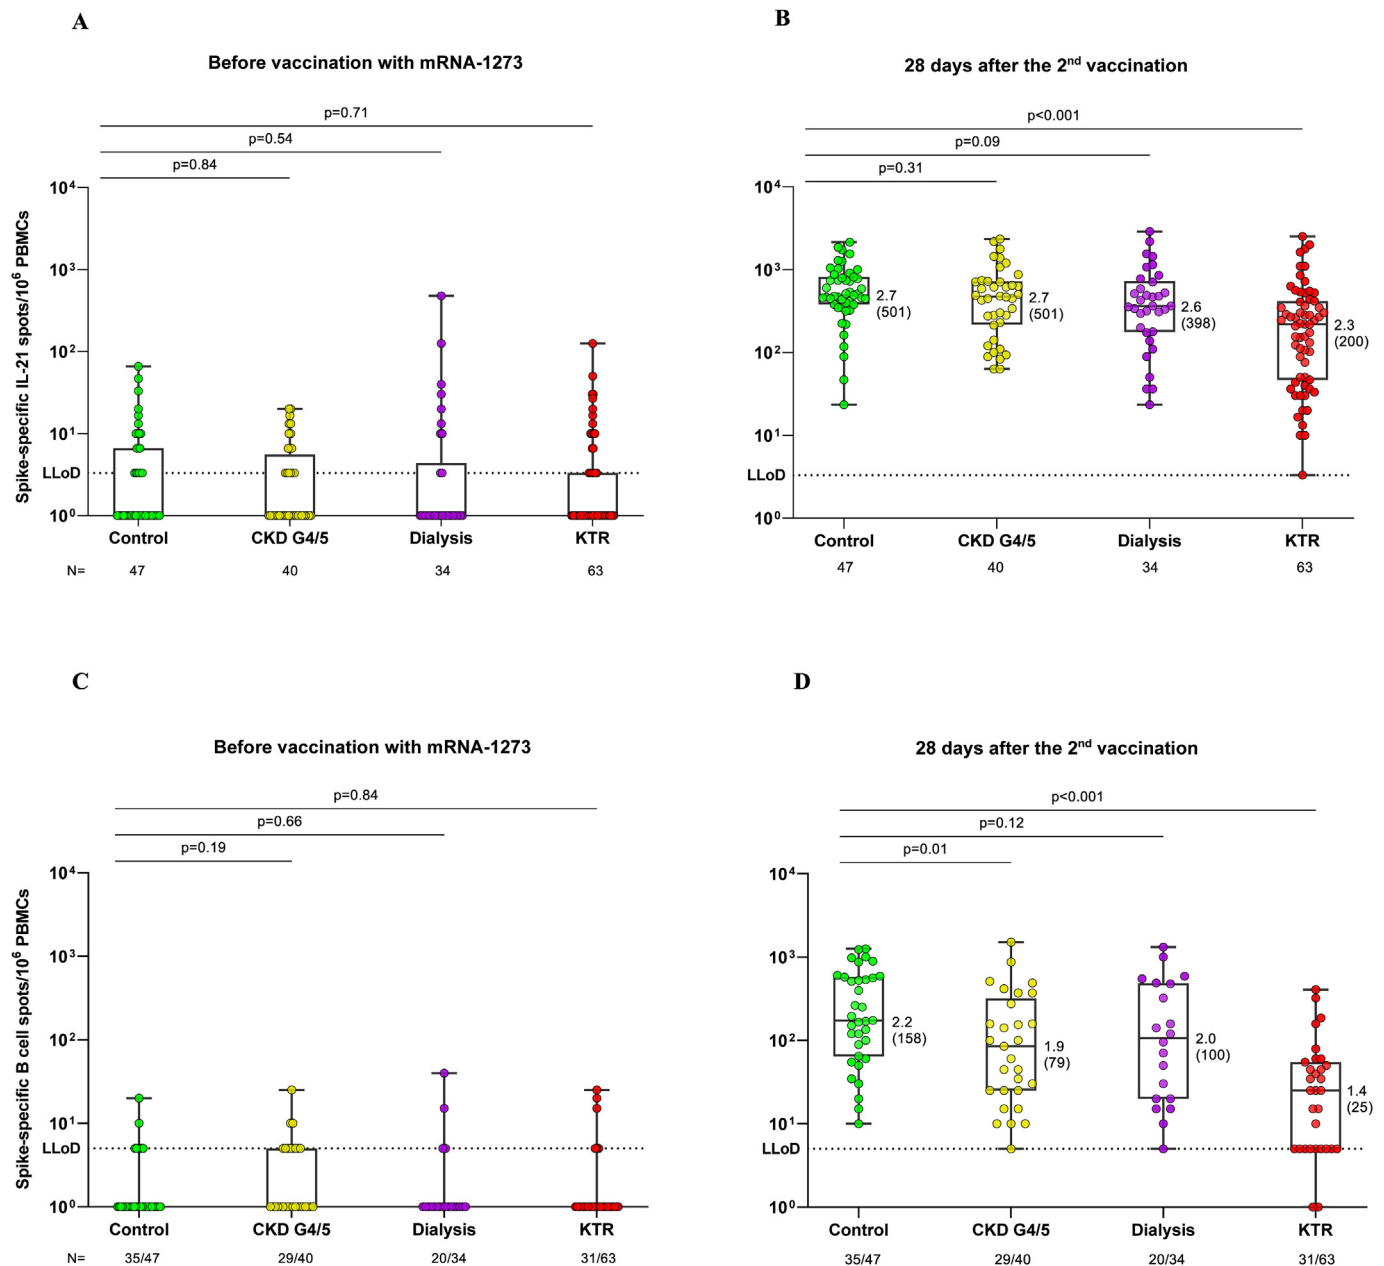 A
Before vaccination with mRNA-1273
p=0.71
p=0.54
p=0.84
Spike-specific IL-21 spots/10⁶ PBMCs
10⁴
10³
10²
10¹
LLoD
10⁰
Control CKD G4/5 Dialysis KTR
N= 47 40 34 63
B
28 days after the 2ⁿᵈ vaccination
p<0.001
p=0.09
p=0.31
10⁴
10³
10²
10¹
LLoD
10⁰
2.7
(501)
2.7
(501)
2.6
(398)
2.3
(200)
Control CKD G4/5 Dialysis KTR
47 40 34 63
C
Before vaccination with mRNA-1273
p=0.84
p=0.66
p=0.19
Spike-specific B cell spots/10⁶ PBMCs
10⁴
10³
10²
10¹
LLoD
10⁰
Control CKD G4/5 Dialysis KTR
N= 35/47 29/40 20/34 31/63
D
28 days after the 2ⁿᵈ vaccination
p<0.001
p=0.12
p=0.01
10⁴
10³
10²
10¹
LLoD
10⁰
2.2
(158)
1.9
(79)
2.0
(100)
1.4
(25)
Control CKD G4/5 Dialysis KTR
35/47 29/40 20/34 31/63